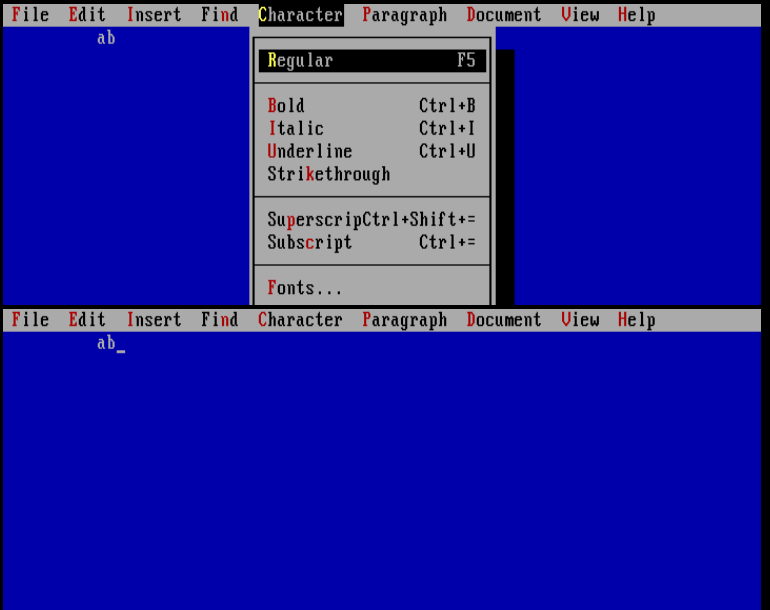 File Edit Insert Find Character Paragraph Document View Help
ab
Regular F5
Bold Ctrl+B
Italic Ctrl+I
Underline Ctrl+U
Strikethrough
SuperscripCtrl+Shift+=
Subscript Ctrl+=
Fonts...
File Edit Insert Find Character Paragraph Document View Help
ab_